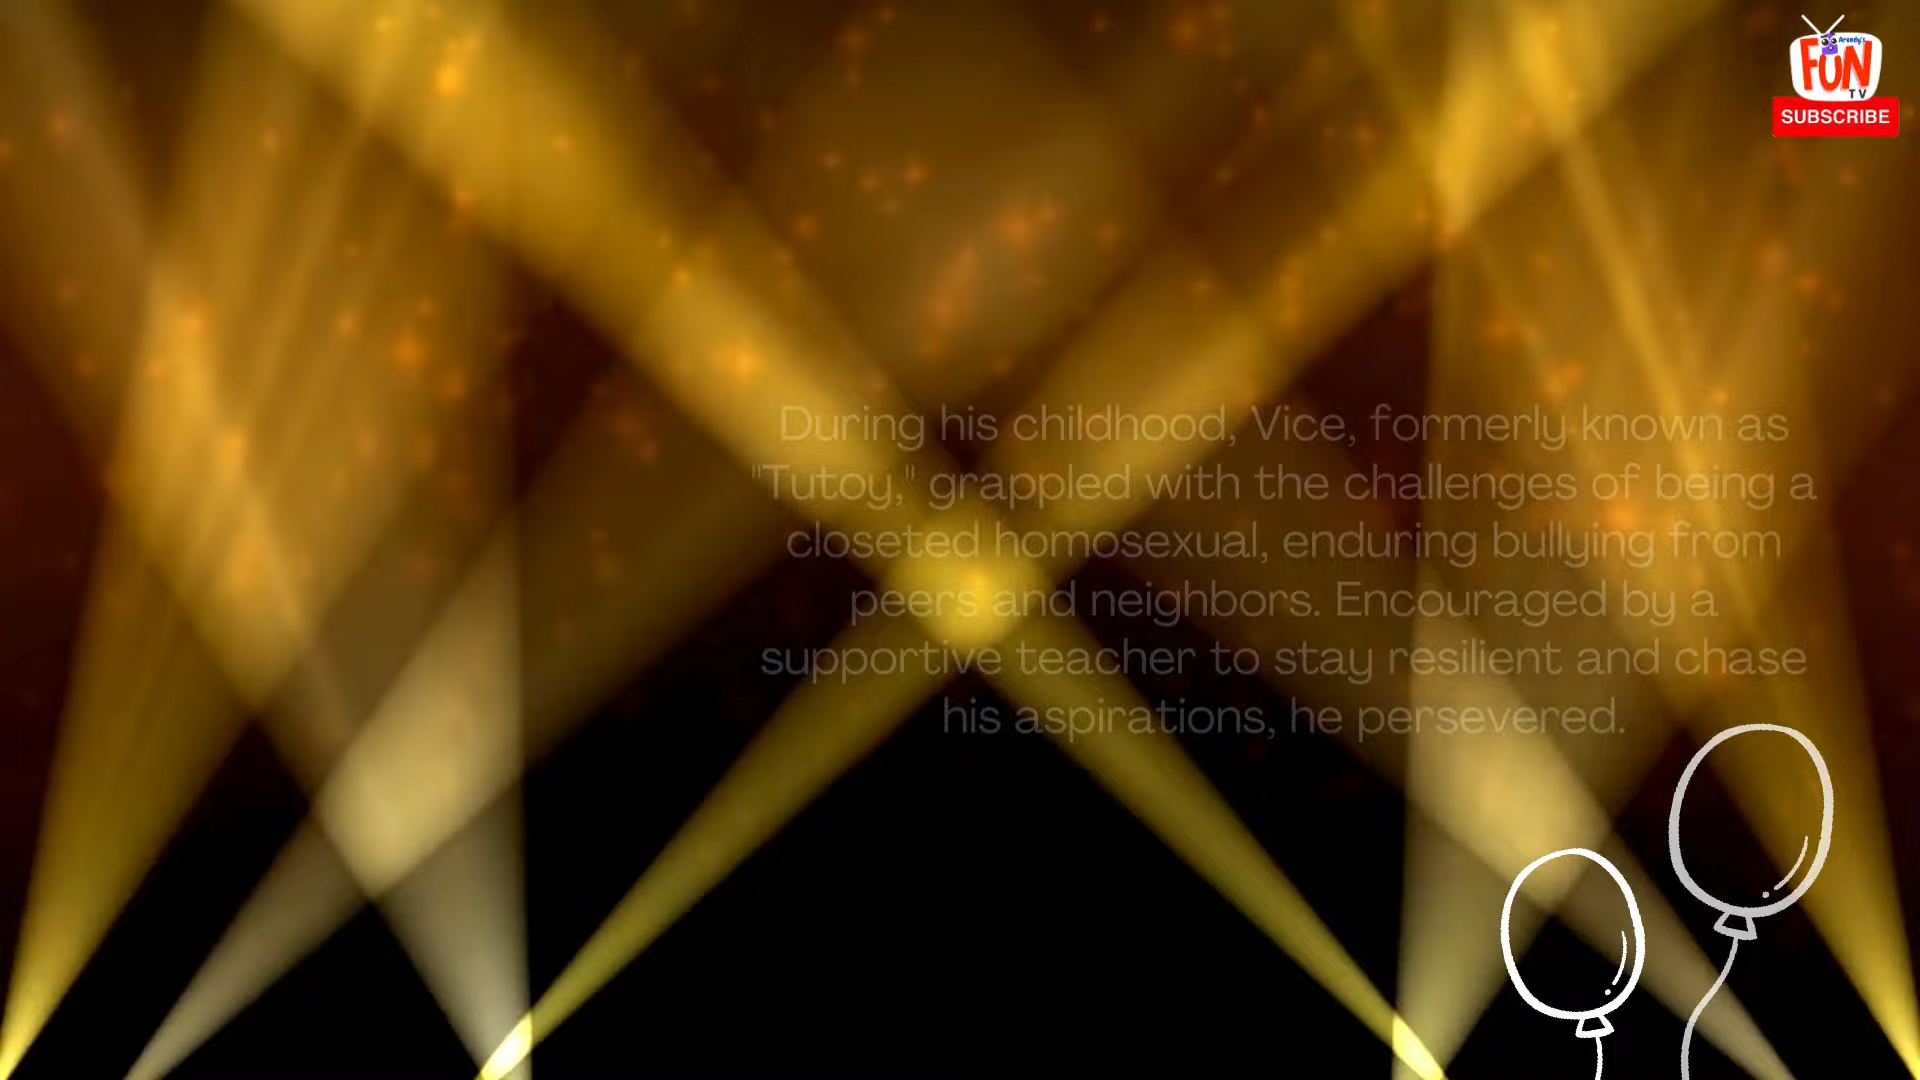 Arandy's
FUN
TV
SUBSCRIBE
During his childhood, Vice, formerly known as
"Tutoy," grappled with the challenges of being a
closeted homosexual, enduring bullying from
peers and neighbors. Encouraged by a
supportive teacher to stay resilient and chase
his aspirations, he persevered.